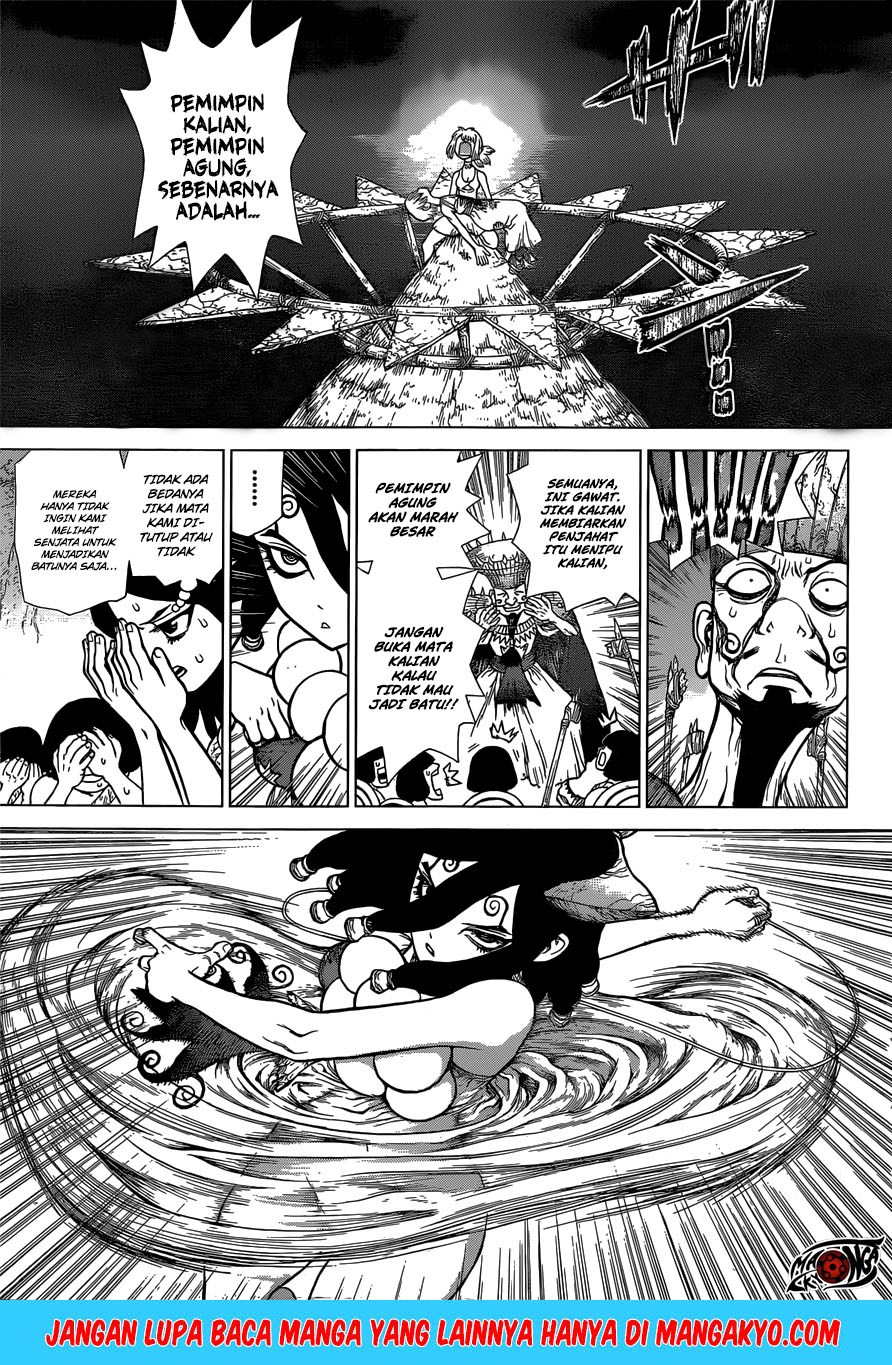 PEMIMPIN
KALIAN,
PEMIMPIN
AGUNG,
SEBENARNYA
ADALAH...
SEMUANYA,
INI GAWAT.
JIKA KALIAN
MEMBIARKAN
PENJAHAT
ITU MENIPU
KALIAN,
PEMIMPIN
AGUNG
AKAN MARAH
BESAR
JANGAN
BUKA MATA
KALIAN
KALAU
TIDAK MAU
JADI BATU!!
........
TIDAK ADA
BEDANYA
JIKA MATA
KAMI DI-
TUTUP ATAU
TIDAK
MEREKA
HANYA TIDAK
INGIN KAMI
MELIHAT
SENJATA UNTUK
MENJADIKAN
BATUNYA SAJA...
JANGAN LUPA BACA MANGA YANG LAINNYA HANYA DI MANGAKYO.COM